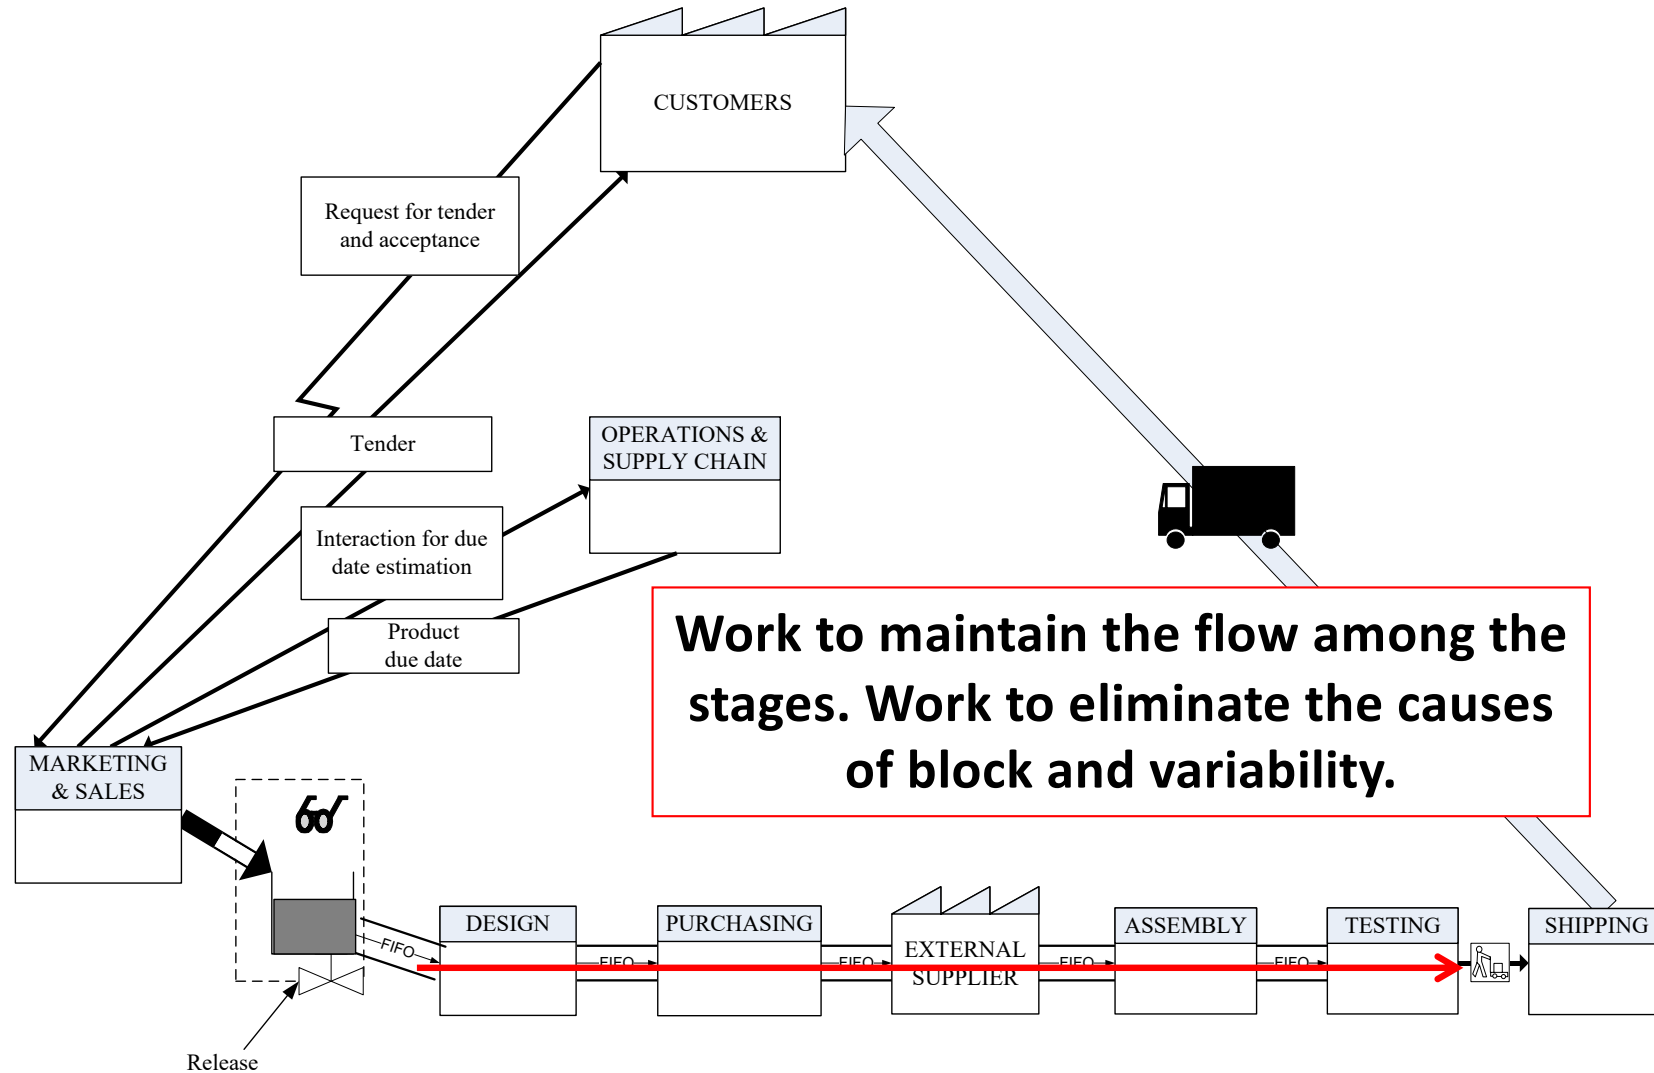 CUSTOMERS
Request for tender
and acceptance
Tender
OPERATIONS &
SUPPLY CHAIN
Interaction for due
date estimation
Product
due date
Work to maintain the flow among the
stages. Work to eliminate the causes
of block and variability.
MARKETING
& SALES
DESIGN
PURCHASING
EXTERNAL
SUPPLIER
ASSEMBLY
TESTING
SHIPPING
FIFO
FIFO
FIFO
FIFO
FIFO
Release